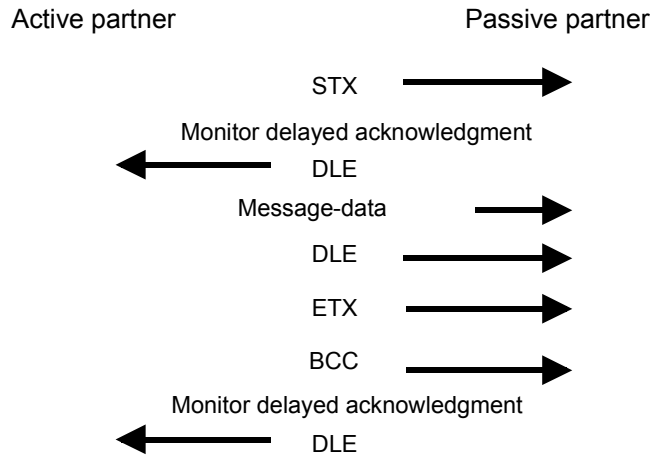 Active partner Passive partner
STX
Monitor delayed acknowledgment
DLE
Message-data
DLE
ETX
BCC
Monitor delayed acknowledgment
DLE